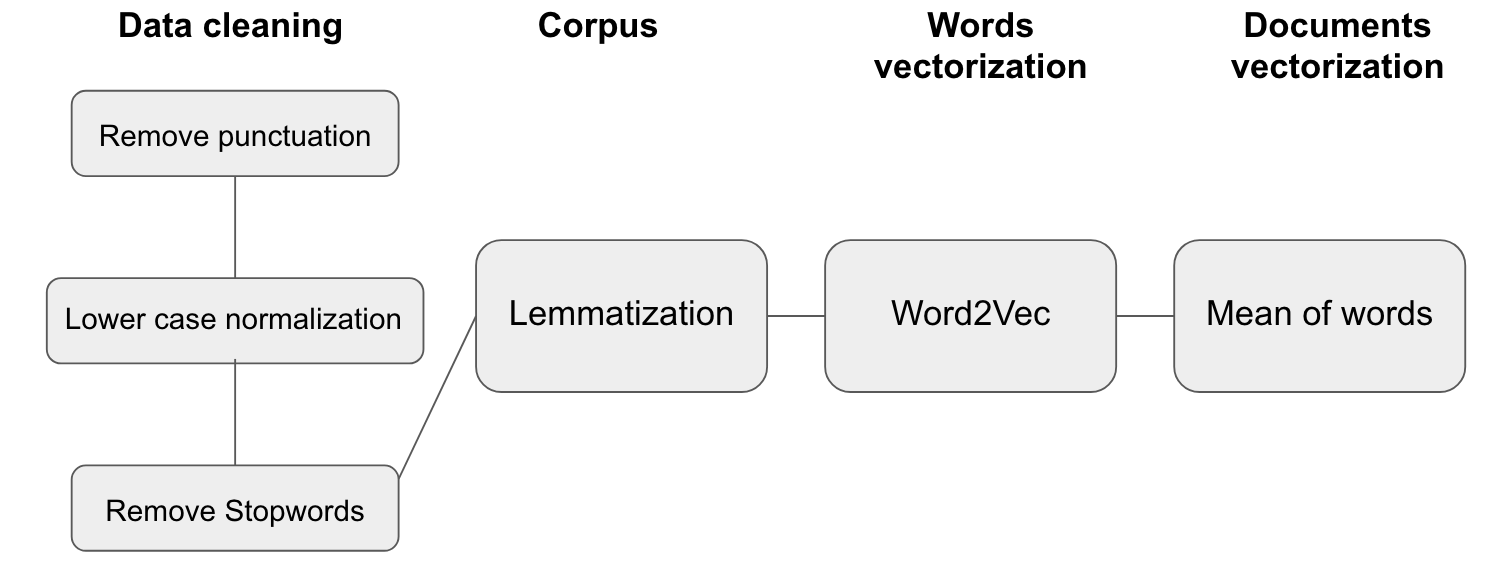 Data cleaning
Corpus
Words
vectorization
Documents
vectorization
Remove punctuation
Lower case normalization
Remove Stopwords
Lemmatization
Word2Vec
Mean of words